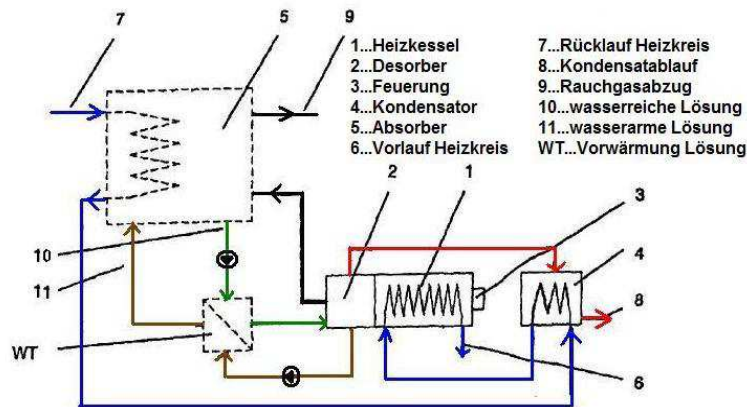 7
5
9
1...Heizkessel
2...Desorber
3...Feuerung
4...Kondensator
5...Absorber
6...Vorlauf Heizkreis
7...Rücklauf Heizkreis
8...Kondensatablauf
9...Rauchgasabzug
10...wasserreiche Lösung
11...wasserarme Lösung
WT...Vorwärmung Lösung
2
1
3
4
10
11
8
WT
6